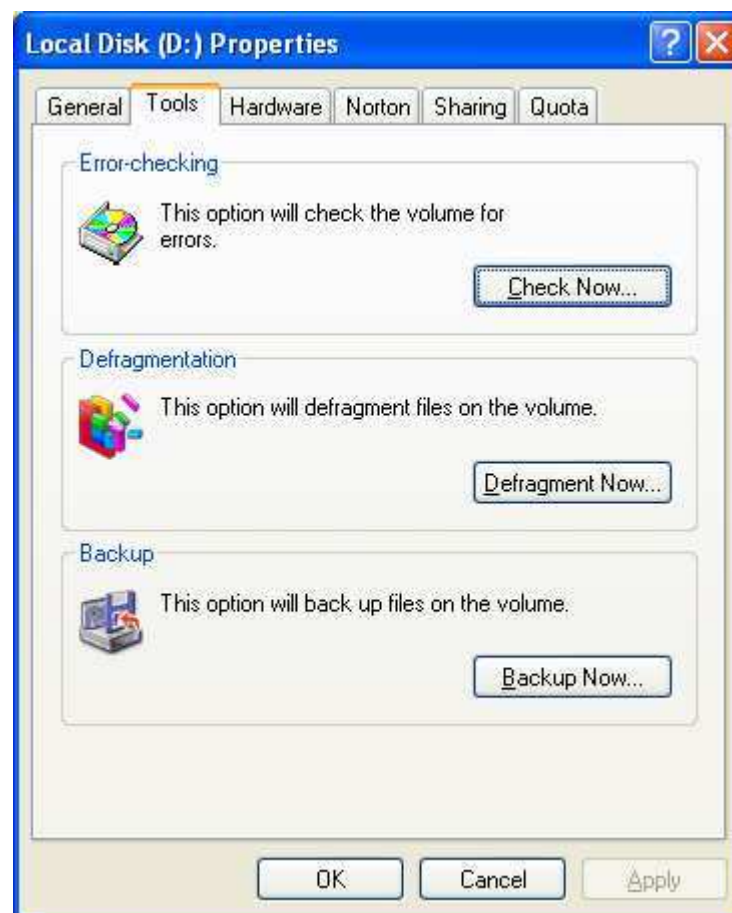 Local Disk (D:) Properties
General Tools Hardware Norton Sharing Quota
Error-checking
This option will check the volume for
errors.
Check Now...
Defragmentation
This option will defragment files on the volume.
Defragment Now...
Backup
This option will back up files on the volume.
Backup Now...
OK Cancel Apply